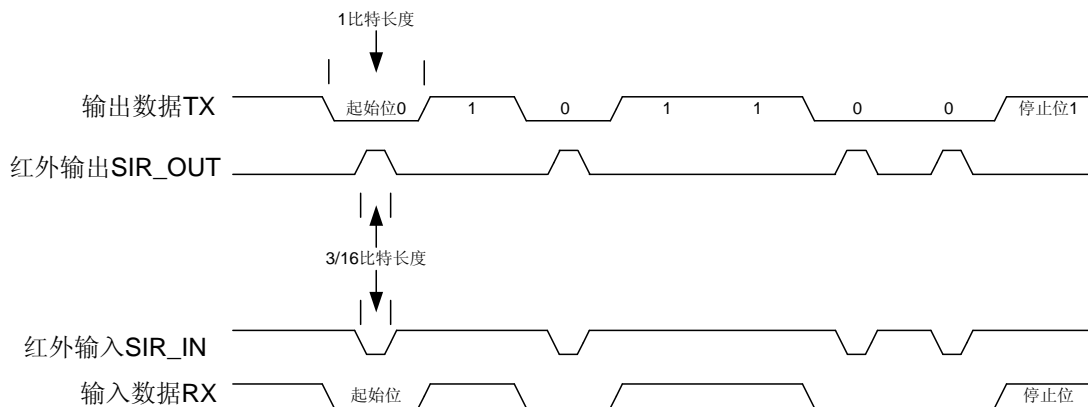 1比特长度
输出数据TX 起始位0 1 0 1 1 0 0 停止位1
红外输出SIR_OUT
3/16比特长度
红外输入SIR_IN
输入数据RX 起始位 停止位